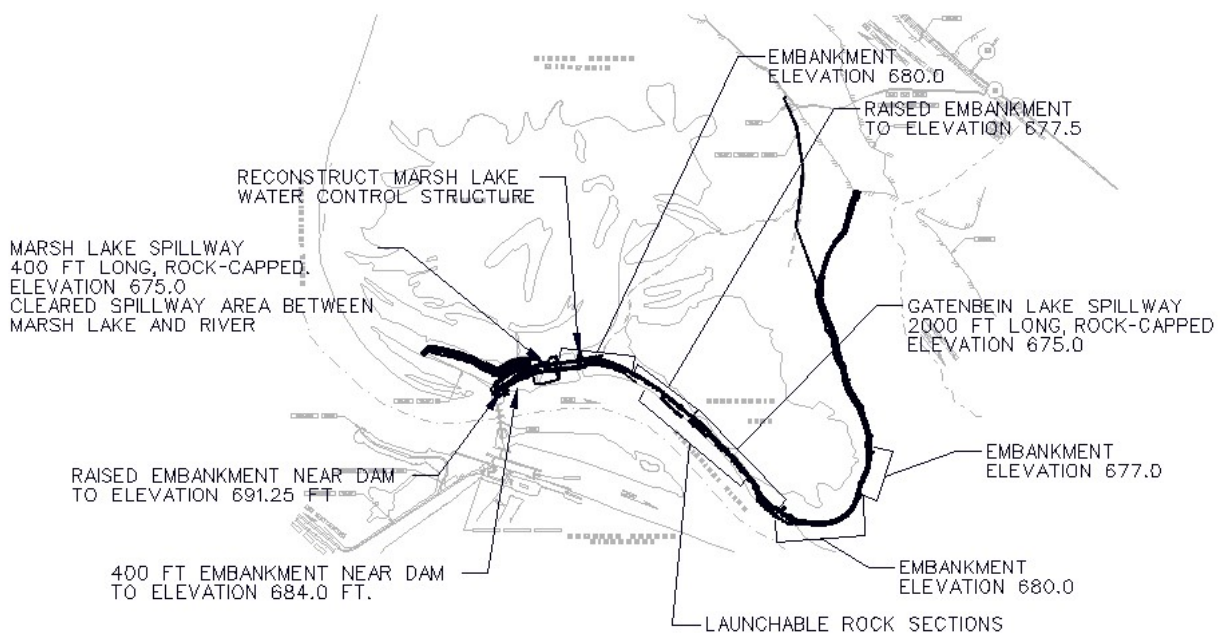 EMBANKMENT
ELEVATION 680.0
RAISED EMBANKMENT
TO ELEVATION 677.5
RECONSTRUCT MARSH LAKE
WATER CONTROL STRUCTURE
MARSH LAKE SPILLWAY
400 FT LONG, ROCK-CAPPED.
ELEVATION 675.0
CLEARED SPILLWAY AREA BETWEEN
MARSH LAKE AND RIVER
GATENBEIN LAKE SPILLWAY
2000 FT LONG, ROCK-CAPPED
ELEVATION 675.0
EMBANKMENT
ELEVATION 677.0
RAISED EMBANKMENT NEAR DAM
TO ELEVATION 691.25 FT
400 FT EMBANKMENT NEAR DAM
TO ELEVATION 684.0 FT.
EMBANKMENT
ELEVATION 680.0
LAUNCHABLE ROCK SECTIONS